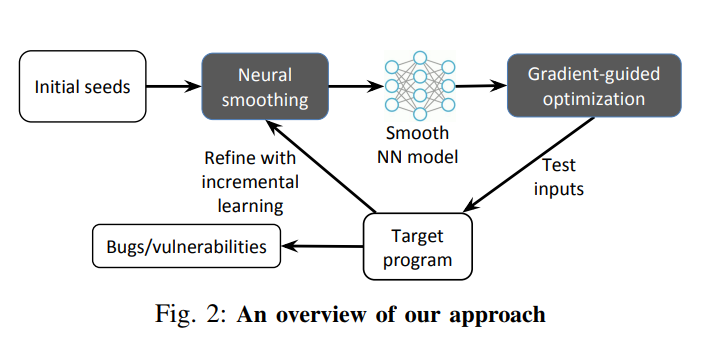 Initial seeds
Neural
smoothing
Smooth
NN model
Gradient-guided
optimization
Test
inputs
Refine with
incremental
learning
Target
program
Bugs/vulnerabilities
Fig. 2: An overview of our approach